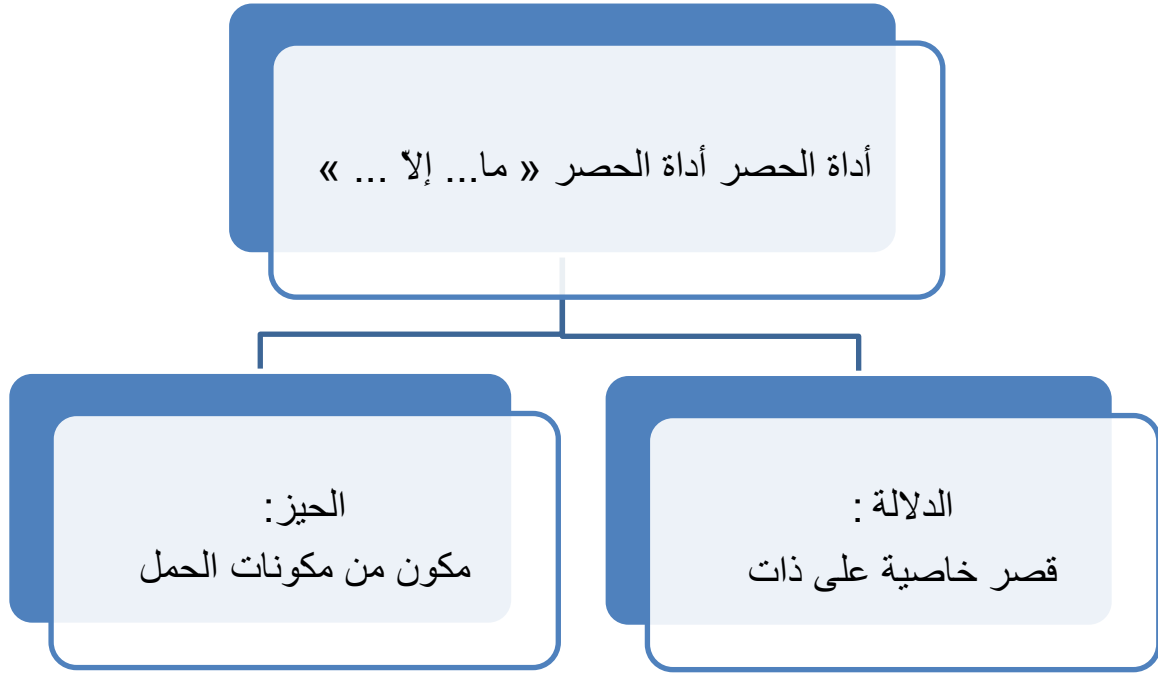 أداة الحصر أداة الحصر « ما... إلاّ ... »
الدلالة :
قصر خاصية على ذات
الحيز:
مكون من مكونات الحمل